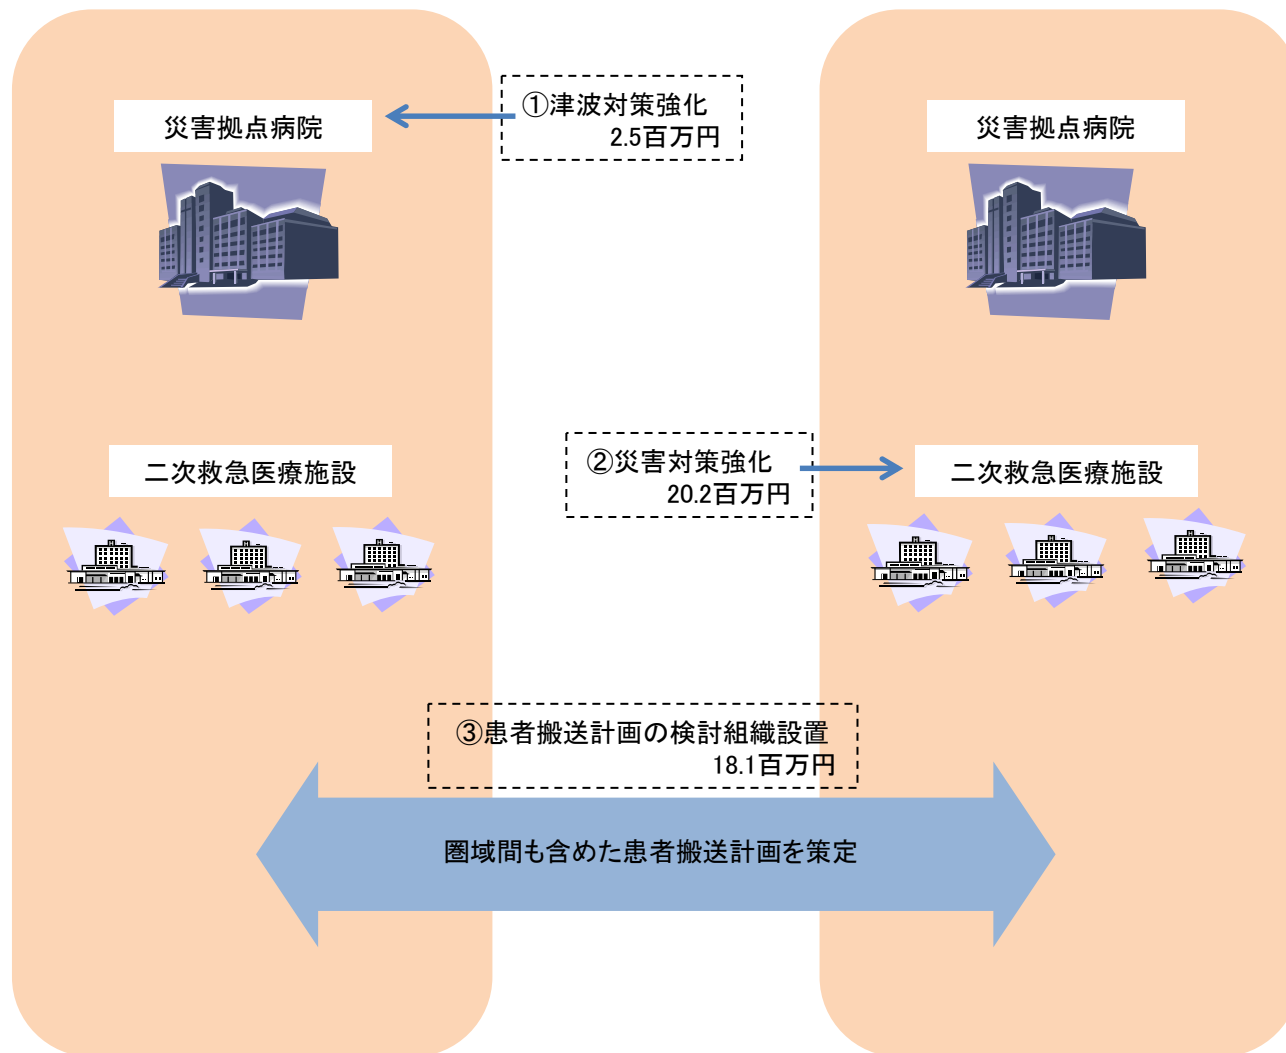 ①津波対策強化
2.5百万円
災害拠点病院
災害拠点病院
二次救急医療施設
②災害対策強化
20.2百万円
二次救急医療施設
③患者搬送計画の検討組織設置
18.1百万円
圏域間も含めた患者搬送計画を策定